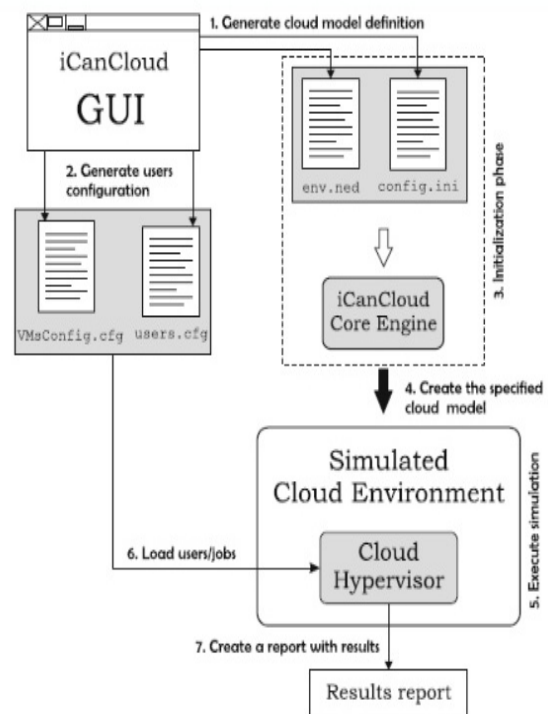 1. Generate cloud model definition
iCanCloud
GUI
2. Generate users
configuration
env.ned config.ini
3. Initialization phase
iCanCloud
Core Engine
VMsConfig.cfg users.cfg
4. Create the specified
cloud model
Simulated
Cloud Environment
5. Execute simulation
6. Load users/jobs
Cloud
Hypervisor
7. Create a report with results
Results report